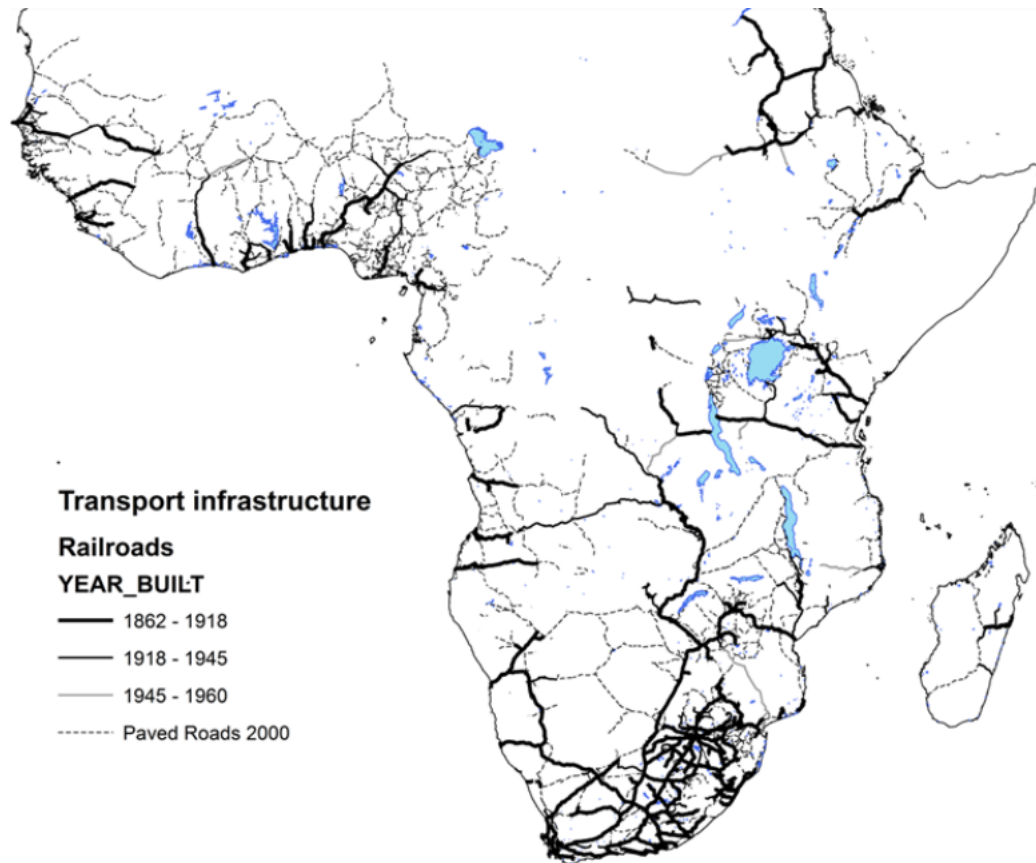 Transport infrastructure
Railroads
YEAR_BUILT
1862 - 1918
1918 - 1945
1945 - 1960
Paved Roads 2000